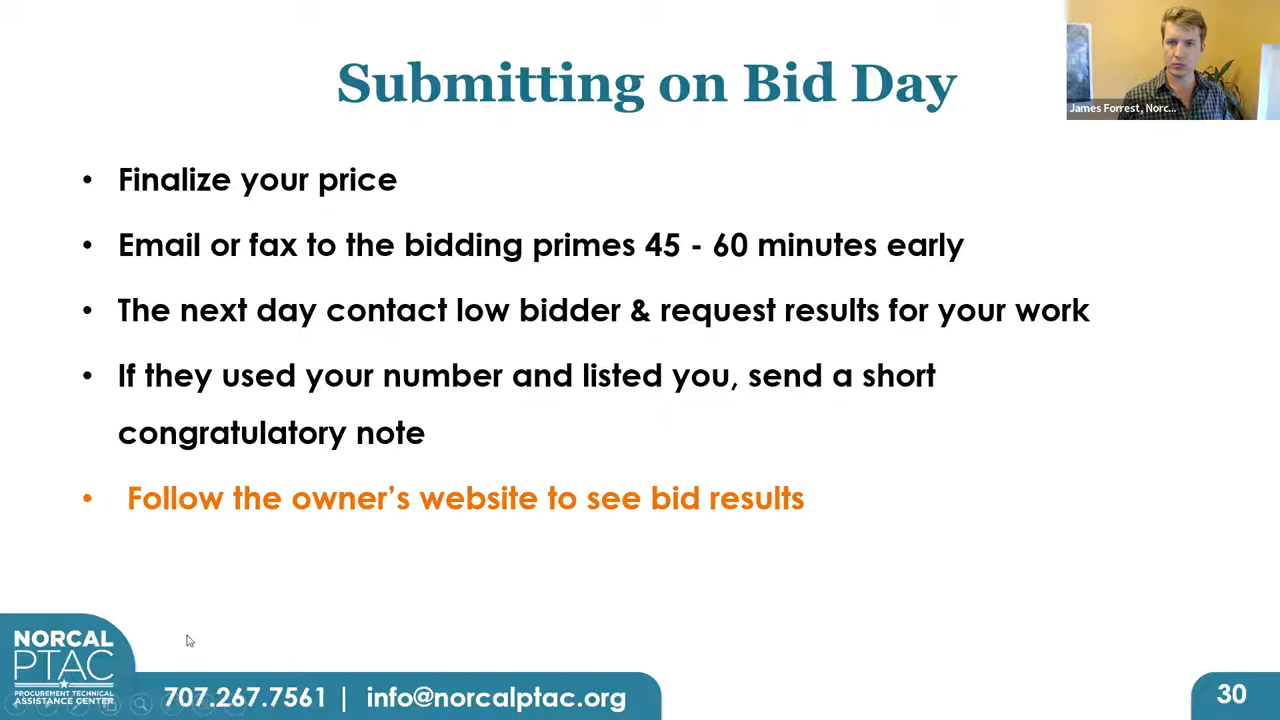 Submitting on Bid Day
James Forrest, Norc...
• Finalize your price
• Email or fax to the bidding primes 45 - 60 minutes early
• The next day contact low bidder & request results for your work
• If they used your number and listed you, send a short
congratulatory note
• Follow the owner’s website to see bid results
NORCAL
PTAC
PROCUREMENT TECHNICAL
ASSISTANCE CENTER
707.267.7561 | info@norcalptac.org
30